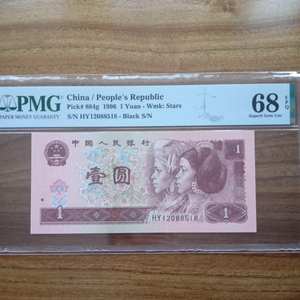 PMG
PAPER MONEY GUARANTY
China / People's Republic
Pick# 884g 1996 1 Yuan - Wmk: Stars
S/N HY12088518 - Black S/N
68 EPQ
Superb Gem Unc
中国人民银行
1
壹圆
1
HY12088518